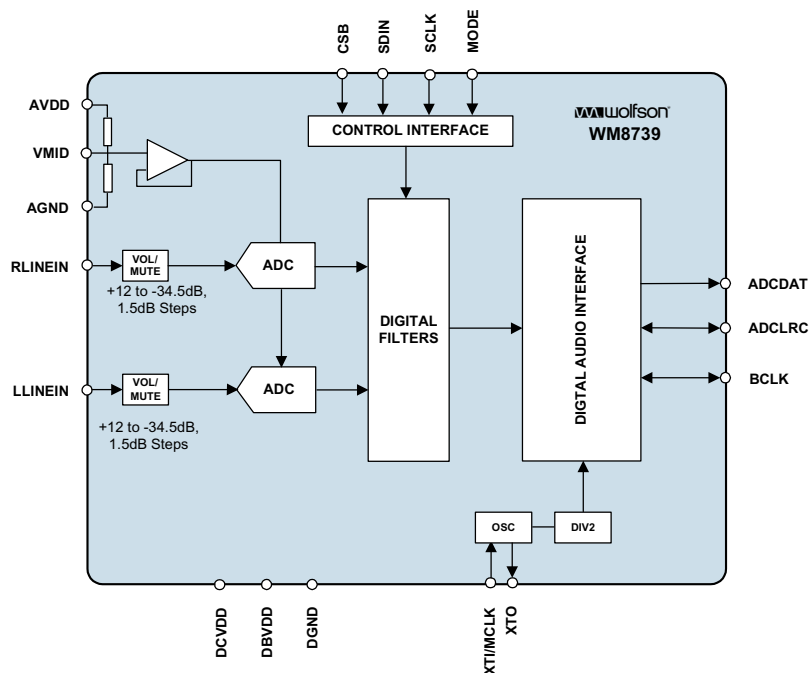 CSB
SDIN
SCLK
MODE
AVDD
VMID
AGND
RLINEIN
LLINEIN
CONTROL INTERFACE
wolfson
WM8739
VOL/
MUTE
+12 to -34.5dB,
1.5dB Steps
ADC
VOL/
MUTE
+12 to -34.5dB,
1.5dB Steps
ADC
DIGITAL
FILTERS
DIGTAL AUDIO INTERFACE
ADCDAT
ADCLRC
BCLK
OSC
DIV2
DCVDD
DBVDD
DGND
XTI/MCLK
XTO